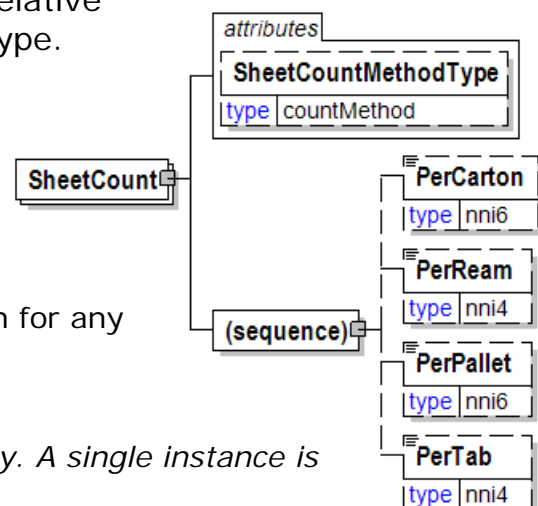 elative
ype.
attributes
SheetCountMethodType
type countMethod
SheetCount
PerCarton
type nni6
PerReam
type nni4
n for any
(sequence)
PerPallet
type nni6
y. A single instance is
PerTab
type nni4